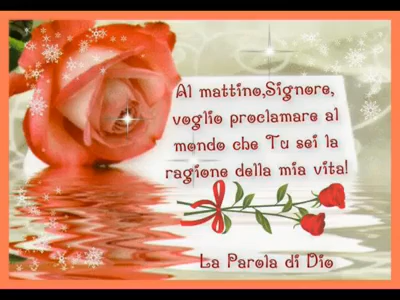 Al mattino,Signore,
voglio proclamare al
mondo che Tu sei la
ragione della mia vita!
La Parola di Dio